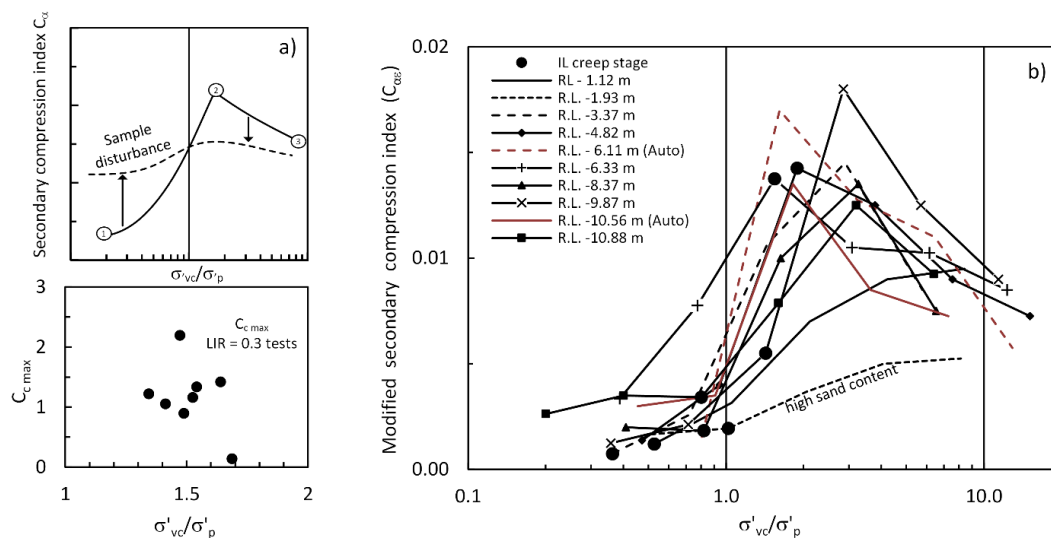 Secondary compression index Cα
a)
Sample
disturbance
1
2
3
σ'vc/σ'p
3
2
1
0
Cc max
Cc max
LIR = 0.3 tests
1
1.5
2
σ'vc/σ'p
b)
Modified secondary compression index (Cαε)
0.02
0.01
0.00
IL creep stage
RL - 1.12 m
R.L. -1.93 m
R.L. -3.37 m
R.L. -4.82 m
R.L. - 6.11 m (Auto)
R.L. -6.33 m
R.L. -8.37 m
R.L. -9.87 m
R.L. -10.56 m (Auto)
R.L. -10.88 m
high sand content
0.1
1.0
10.0
σ'vc/σ'p